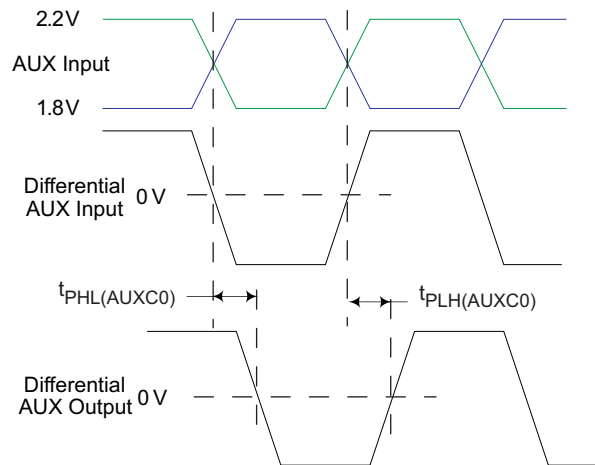 2.2V
AUX Input
1.8V
Differential
AUX Input
0 V
tPHL(AUXC0)
tPLH(AUXC0)
Differential
AUX Output
0 V